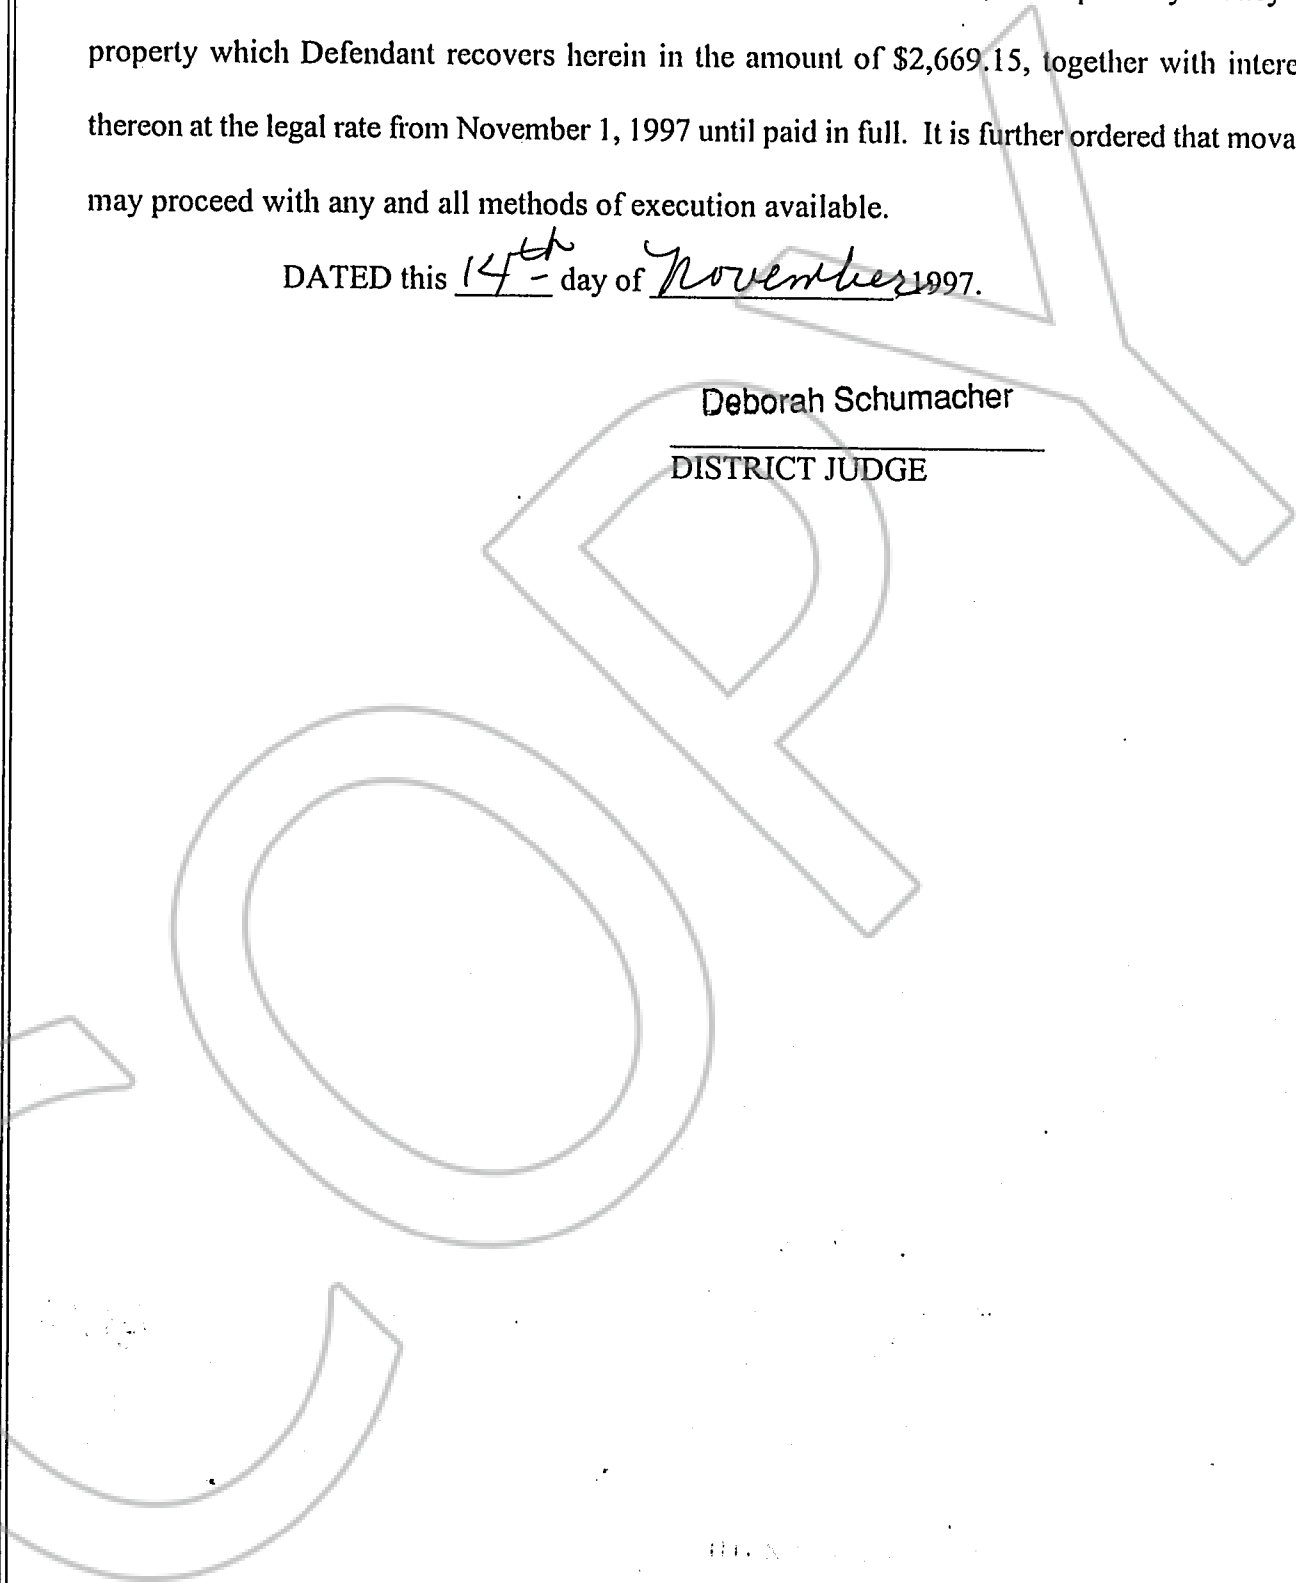 property which Defendant recovers herein in the amount of $2,669.15, together with intere
thereon at the legal rate from November 1, 1997 until paid in full. It is further ordered that mova
may proceed with any and all methods of execution available.
DATED this 14th day of November, 1997.
Deborah Schumacher
DISTRICT JUDGE
COPY